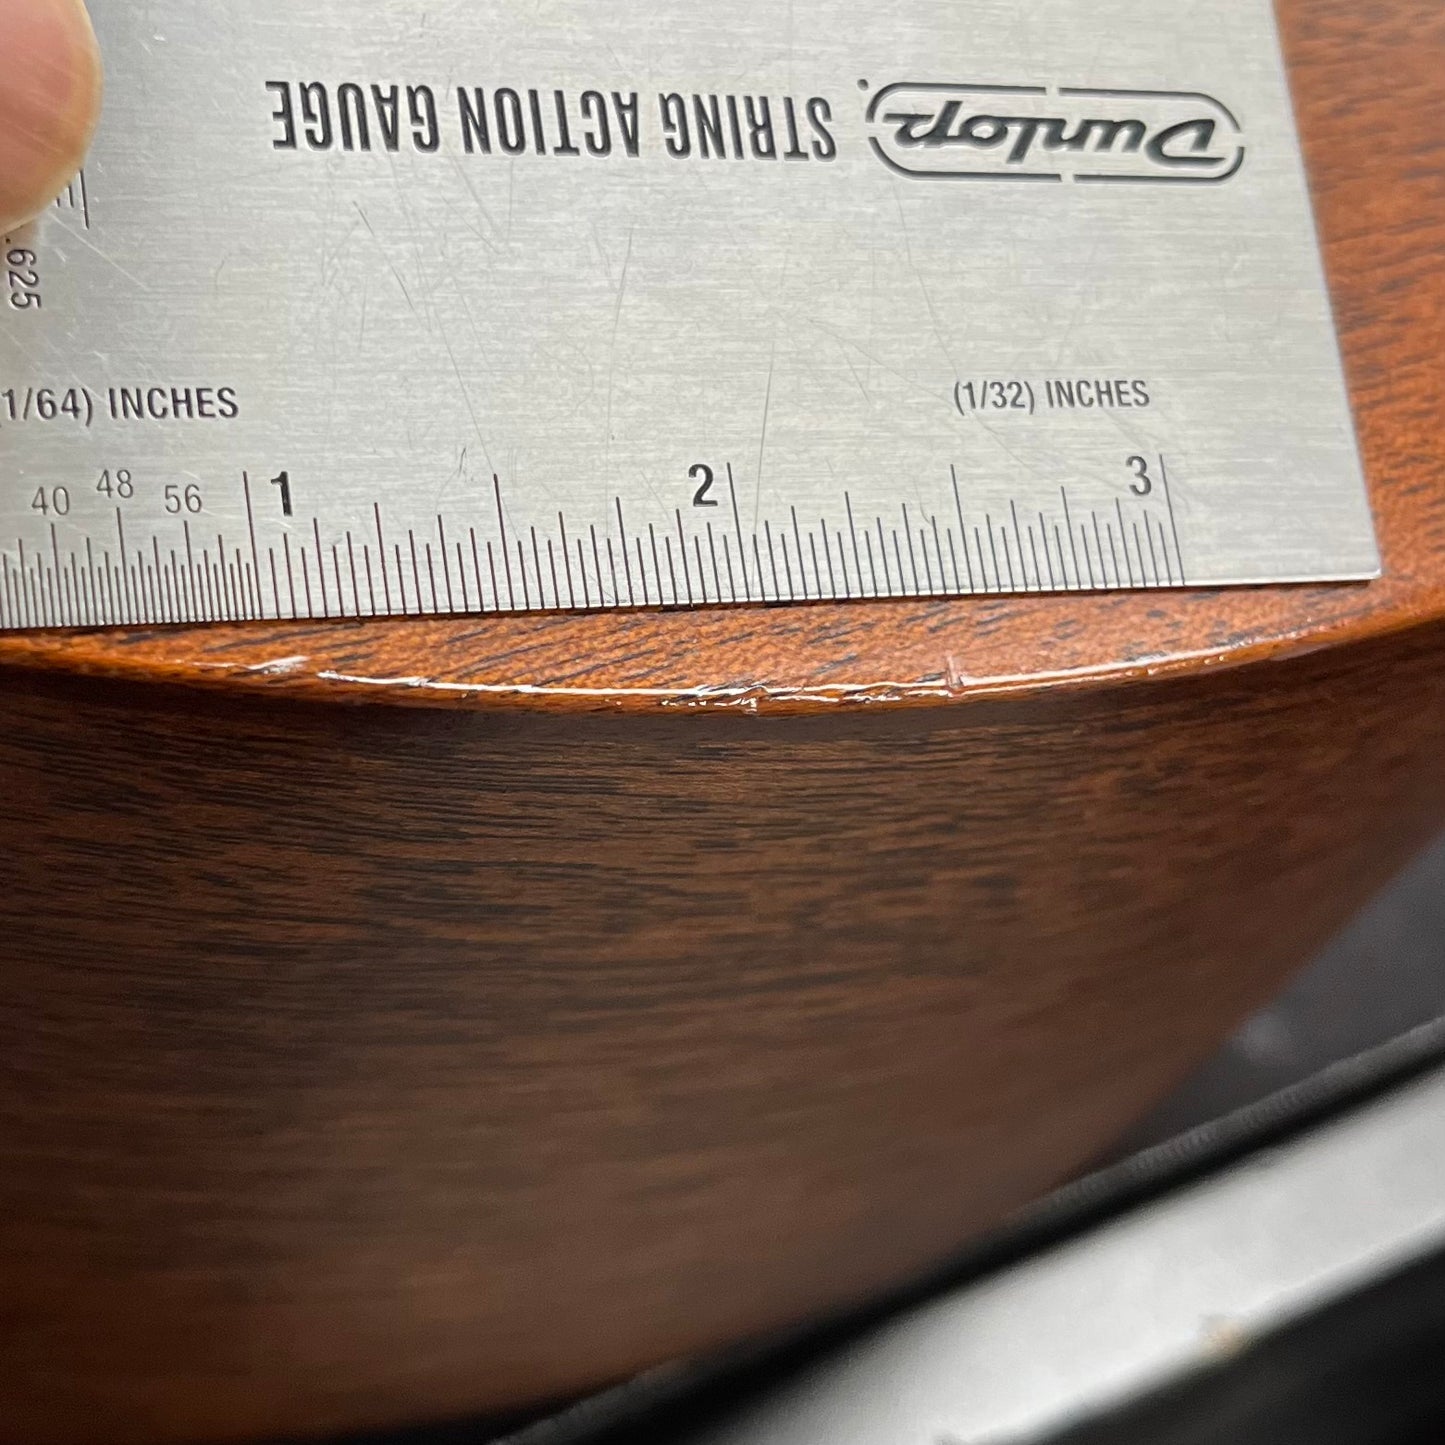 Dunlop. STRING ACTION GAUGE
.625
(1/64) INCHES
(1/32) INCHES
40 48 56 1 2 3